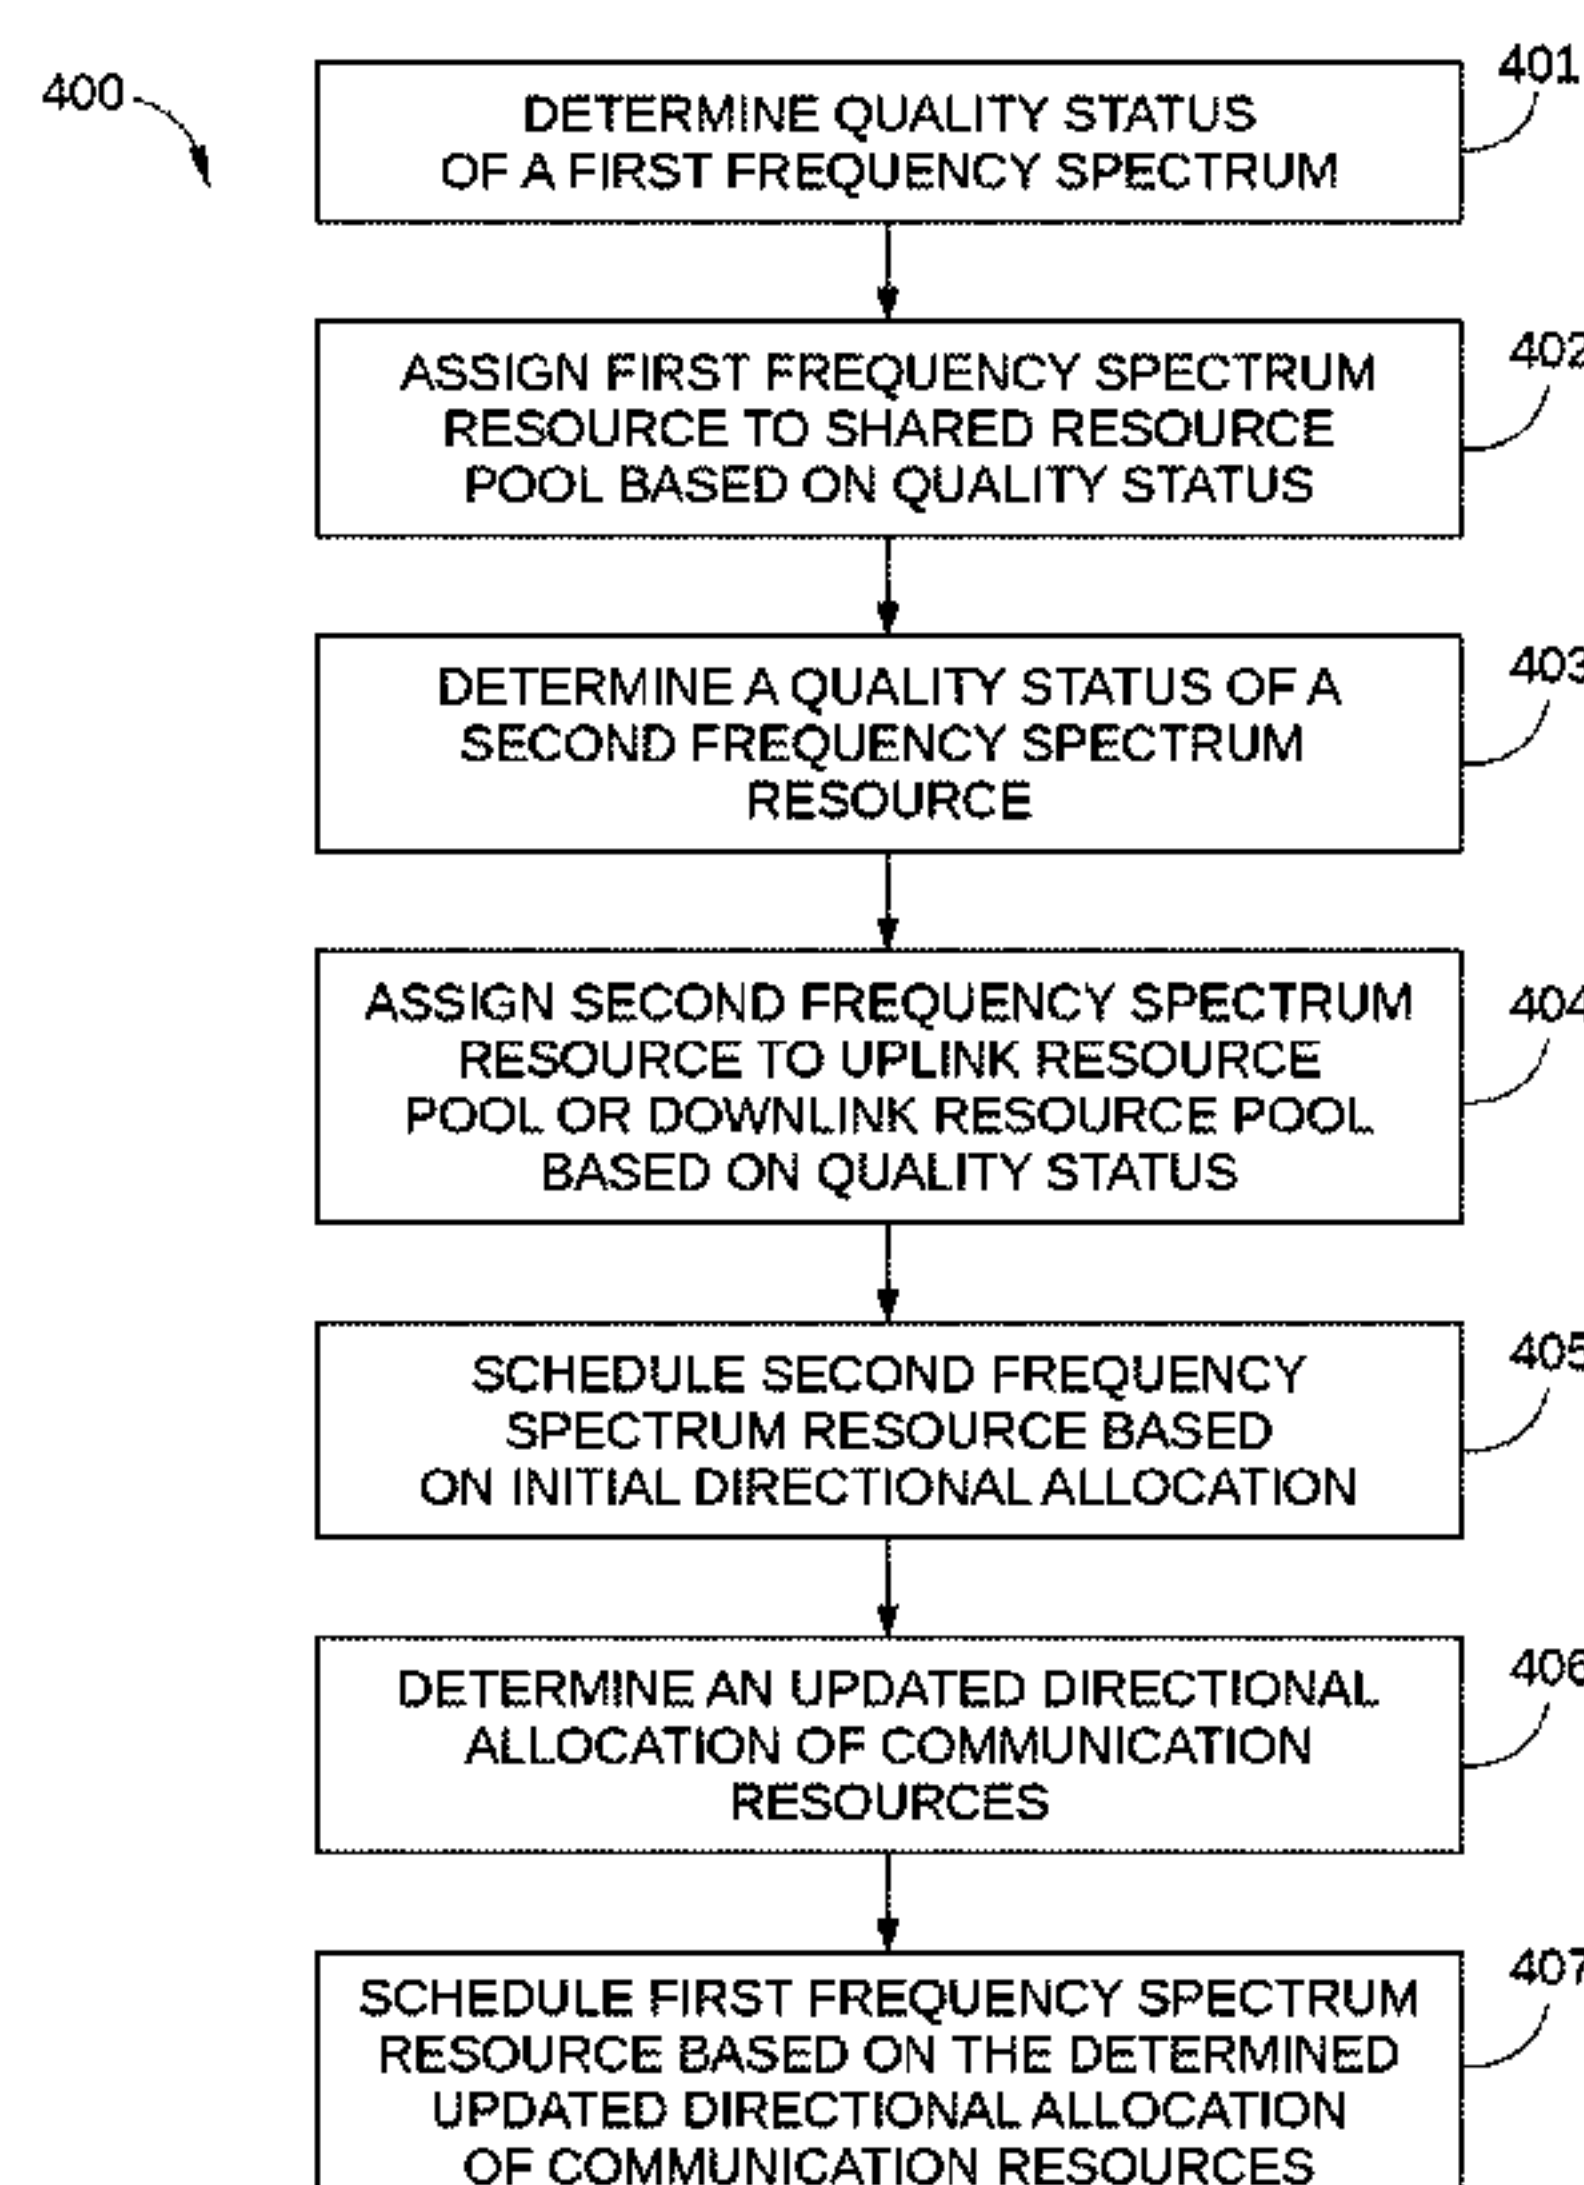 400
401
DETERMINE QUALITY STATUS
OF A FIRST FREQUENCY SPECTRUM
402
ASSIGN FIRST FREQUENCY SPECTRUM
RESOURCE TO SHARED RESOURCE
POOL BASED ON QUALITY STATUS
403
DETERMINE A QUALITY STATUS OF A
SECOND FREQUENCY SPECTRUM
RESOURCE
404
ASSIGN SECOND FREQUENCY SPECTRUM
RESOURCE TO UPLINK RESOURCE
POOL OR DOWNLINK RESOURCE POOL
BASED ON QUALITY STATUS
405
SCHEDULE SECOND FREQUENCY
SPECTRUM RESOURCE BASED
ON INITIAL DIRECTIONAL ALLOCATION
406
DETERMINE AN UPDATED DIRECTIONAL
ALLOCATION OF COMMUNICATION
RESOURCES
407
SCHEDULE FIRST FREQUENCY SPECTRUM
RESOURCE BASED ON THE DETERMINED
UPDATED DIRECTIONAL ALLOCATION
OF COMMUNICATION RESOURCES